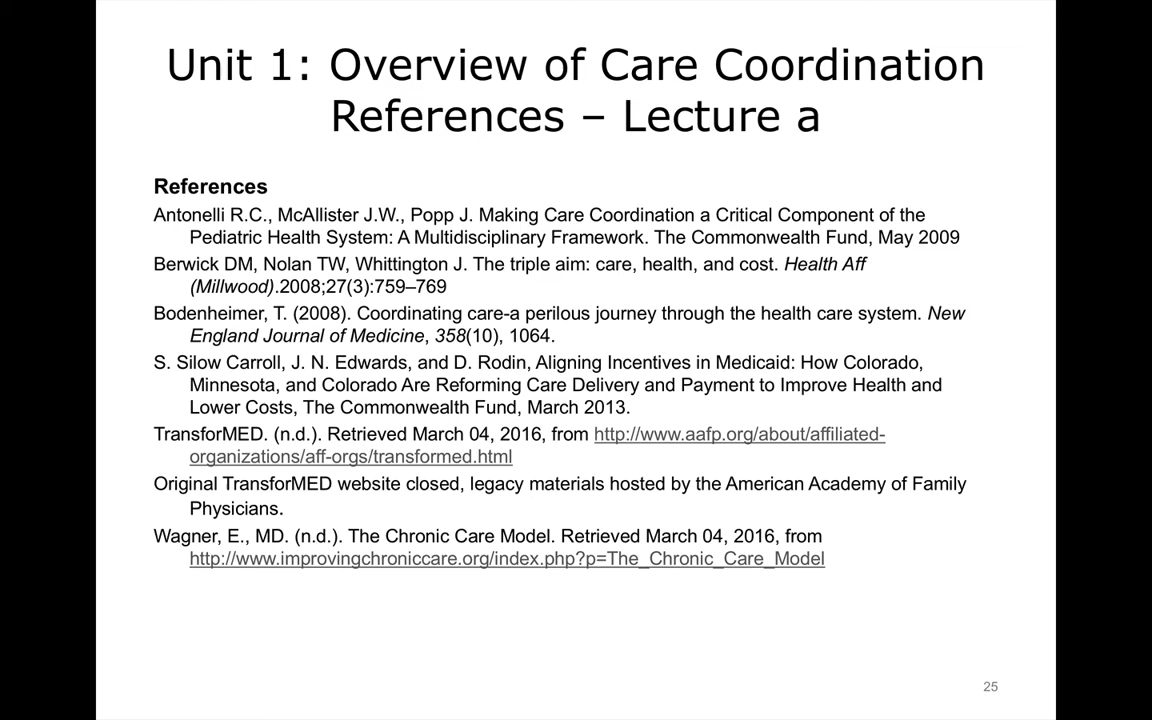 Unit 1: Overview of Care Coordination
References – Lecture a
References
Antonelli R.C., McAllister J.W., Popp J. Making Care Coordination a Critical Component of the
Pediatric Health System: A Multidisciplinary Framework. The Commonwealth Fund, May 2009
Berwick DM, Nolan TW, Whittington J. The triple aim: care, health, and cost. Health Aff
(Millwood).2008;27(3):759–769
Bodenheimer, T. (2008). Coordinating care-a perilous journey through the health care system. New
England Journal of Medicine, 358(10), 1064.
S. Silow Carroll, J. N. Edwards, and D. Rodin, Aligning Incentives in Medicaid: How Colorado,
Minnesota, and Colorado Are Reforming Care Delivery and Payment to Improve Health and
Lower Costs, The Commonwealth Fund, March 2013.
TransforMED. (n.d.). Retrieved March 04, 2016, from http://www.aafp.org/about/affiliated-
organizations/aff-orgs/transformed.html
Original TransforMED website closed, legacy materials hosted by the American Academy of Family
Physicians.
Wagner, E., MD. (n.d.). The Chronic Care Model. Retrieved March 04, 2016, from
http://www.improvingchroniccare.org/index.php?p=The_Chronic_Care_Model
25